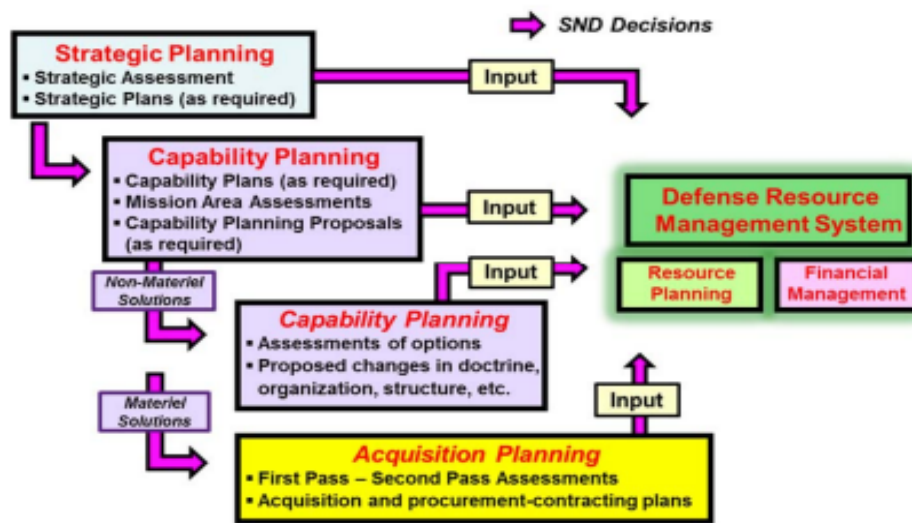 SND Decisions
Strategic Planning
▪ Strategic Assessment
▪ Strategic Plans (as required)
Input
Capability Planning
▪ Capability Plans (as required)
▪ Mission Area Assessments
▪ Capability Planning Proposals
(as required)
Input
Defense Resource
Management System
Resource
Planning
Financial
Management
Non-Materiel
Solutions
Input
Capability Planning
▪ Assessments of options
▪ Proposed changes in doctrine,
organization, structure, etc.
Materiel
Solutions
Input
Acquisition Planning
▪ First Pass – Second Pass Assessments
▪ Acquisition and procurement-contracting plans